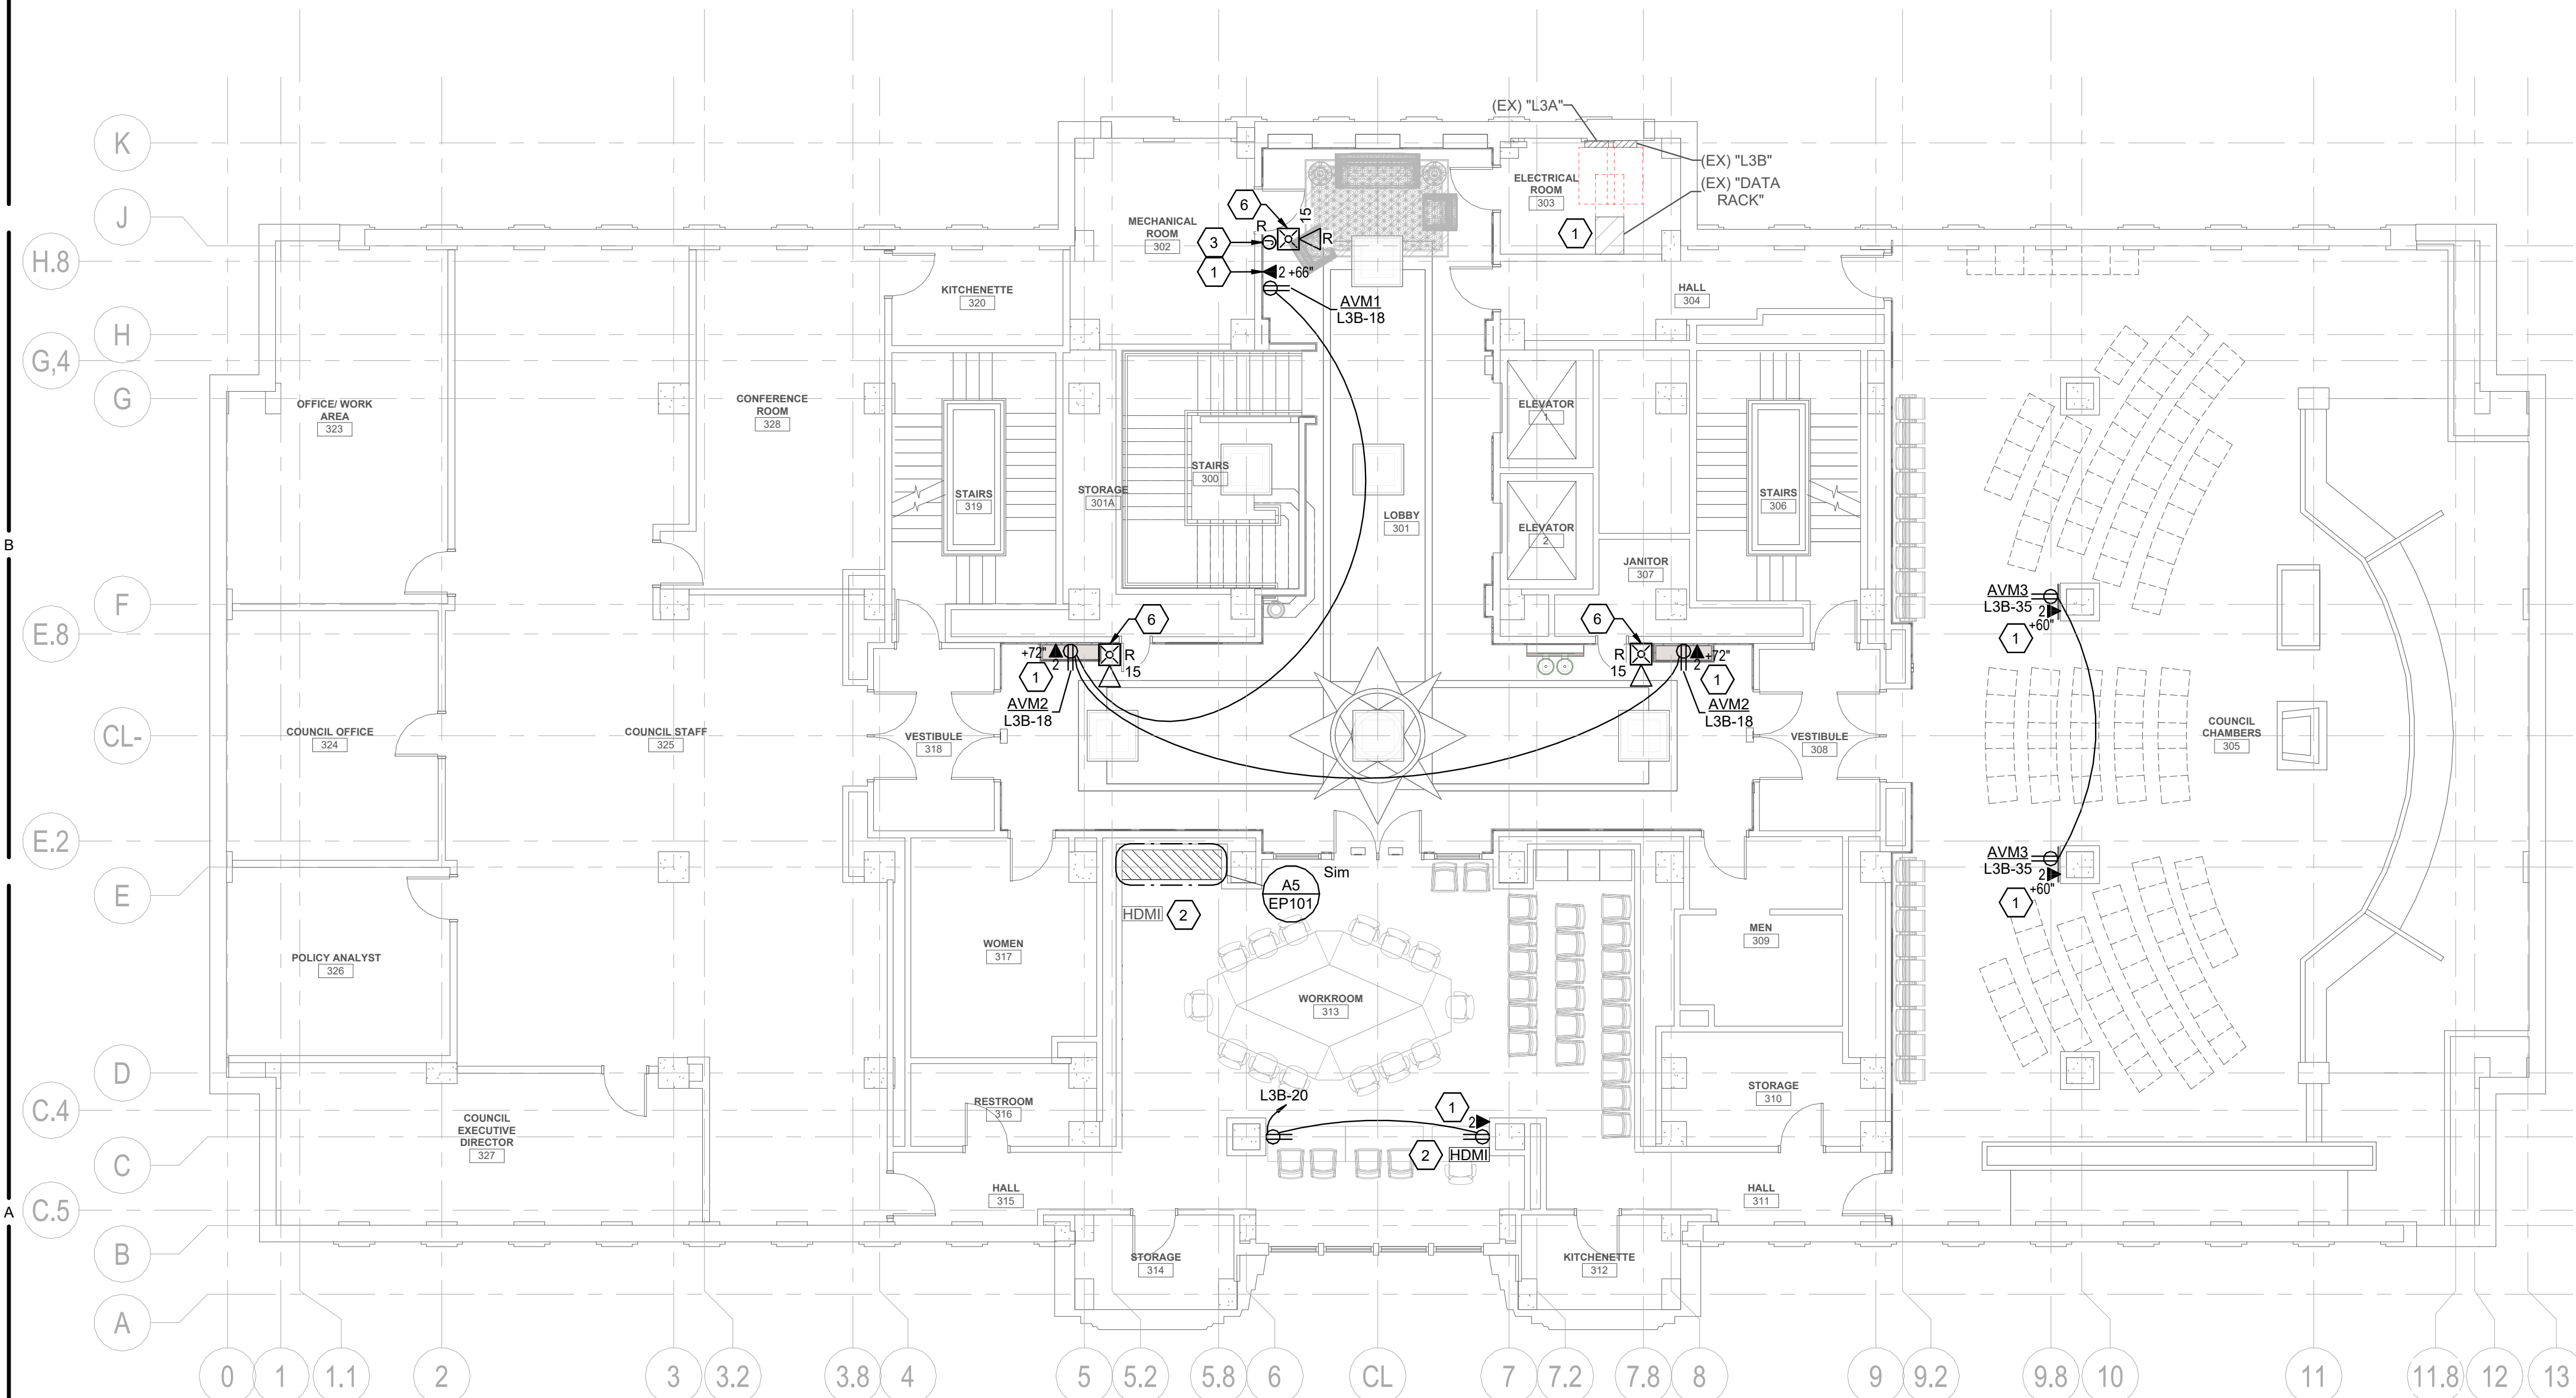 (EX) "L3A"
K
(EX) "L3B"
ELECTRICAL
ROOM
303
(EX) "DATA
RACK"
6
15
J
MECHANICAL
ROOM
302
R
3
R
1
H.8
1
2 +66"
KITCHENETTE
320
HALL
304
AVM1
L3B-18
H
G,4
G
OFFICE/ WORK
AREA
323
CONFERENCE
ROOM
328
ELEVATOR
1
STAIRS
300
STAIRS
319
STORAGE
301A
STAIRS
306
LOBBY
301
ELEVATOR
2
B
JANITOR
307
F
AVM3
L3B-35
2
+60"
1
6
6
E.8
+72"
2
R
15
R
15
2
+72"
1
1
AVM2
L3B-18
AVM2
L3B-18
CL-
COUNCIL OFFICE
324
COUNCIL STAFF
325
VESTIBULE
318
VESTIBULE
308
COUNCIL
CHAMBERS
305
E.2
AVM3
L3B-35
2
+60"
1
Sim
A5
EP101
E
HDMI
2
WOMEN
317
MEN
309
POLICY ANALYST
326
WORKROOM
313
D
L3B-20
1
2
STORAGE
310
RESTROOM
316
C.4
COUNCIL
EXECUTIVE
DIRECTOR
327
C
2
HDMI
HALL
315
HALL
311
A
C.5
B
STORAGE
314
KITCHENETTE
312
A
0
1
1.1
2
3
3.2
3.8
4
5
5.2
5.8
6
CL
7
7.2
7.8
8
9
9.2
9.8
10
11
11.8
12
13